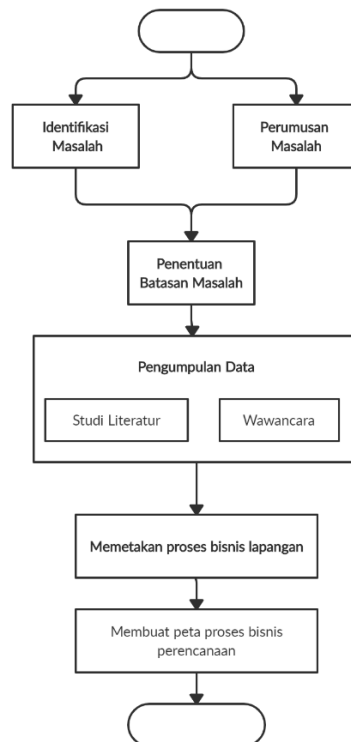 Identifikasi
Masalah
Perumusan
Masalah
Penentuan
Batasan Masalah
Pengumpulan Data
Studi Literatur
Wawancara
Memetakan proses bisnis lapangan
Membuat peta proses bisnis
perencanaan